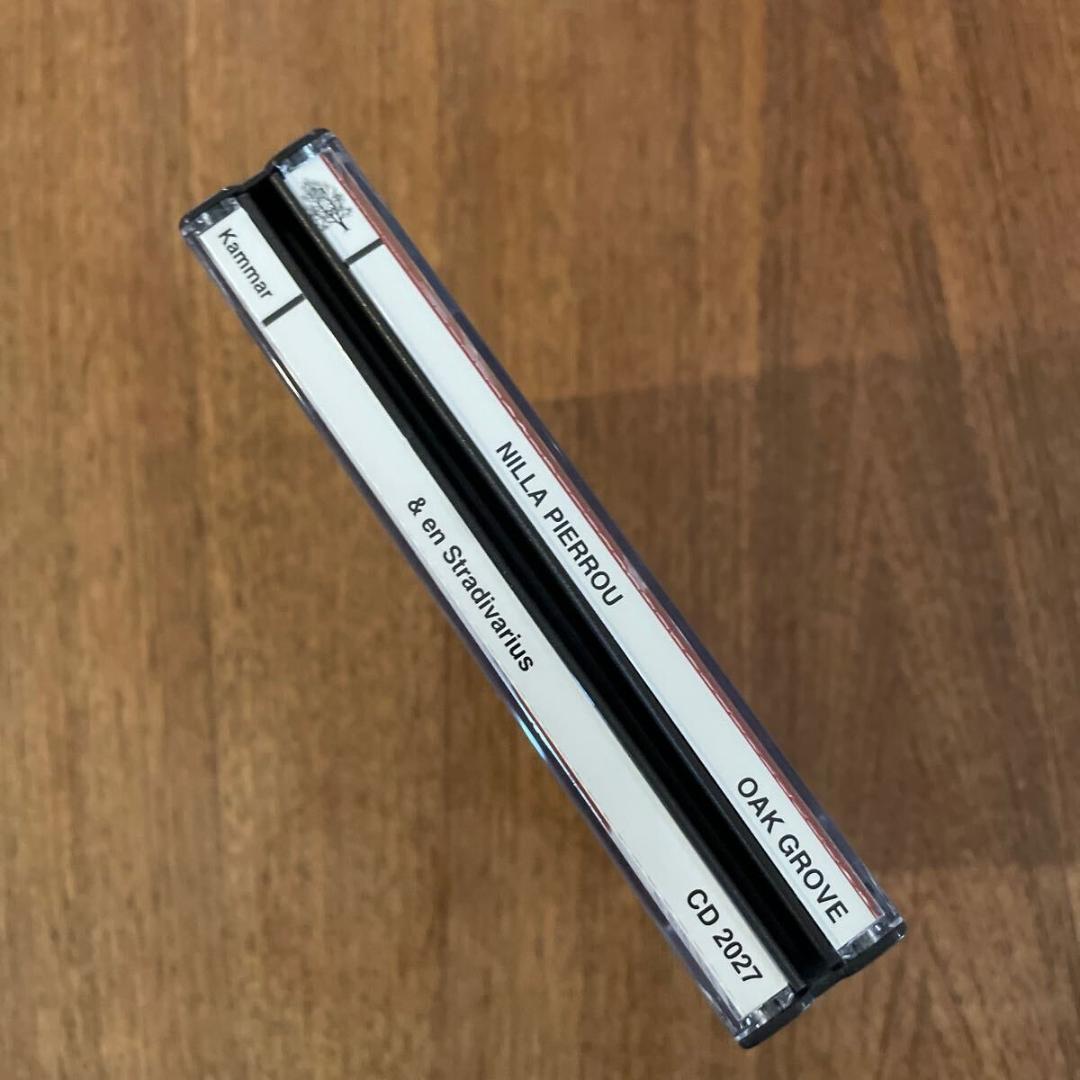 NILLA PIERROU OAK GROVE
Kammar & en Stradivarius CD 2027